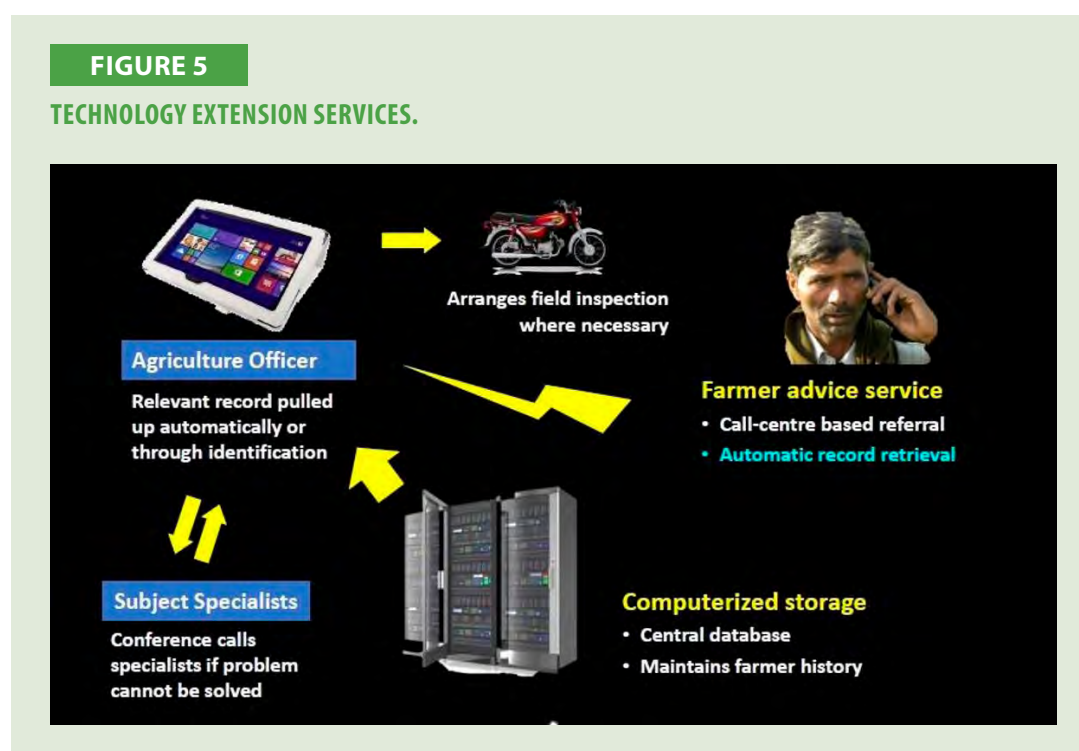 FIGURE 5
TECHNOLOGY EXTENSION SERVICES.
Arranges field inspection
where necessary
Agriculture Officer
Relevant record pulled
up automatically or
through identification
Farmer advice service
• Call-centre based referral
• Automatic record retrieval
Subject Specialists
Conference calls
specialists if problem
cannot be solved
Computerized storage
• Central database
• Maintains farmer history